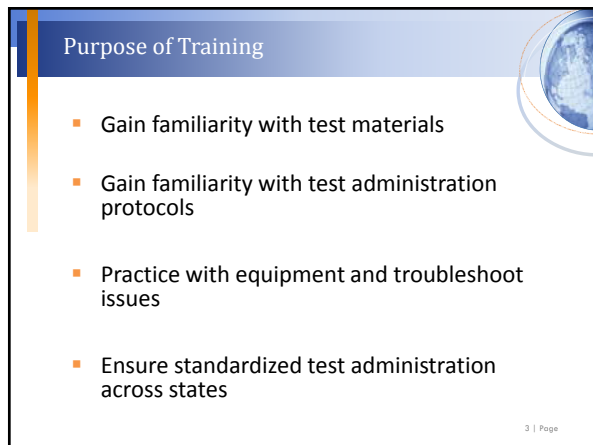 Purpose of Training
Gain familiarity with test materials
Gain familiarity with test administration
protocols
Practice with equipment and troubleshoot
issues
Ensure standardized test administration
across states
3 | Page